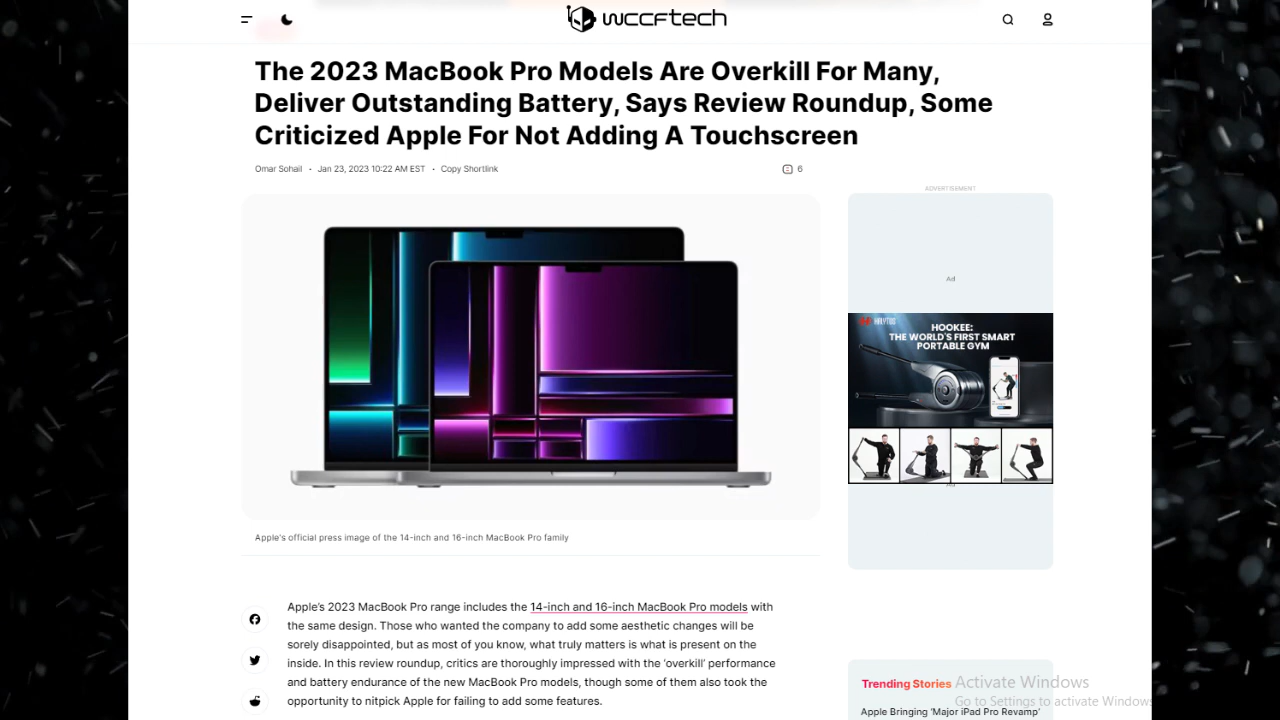 wccFtech
The 2023 MacBook Pro Models Are Overkill For Many,
Deliver Outstanding Battery, Says Review Roundup, Some
Criticized Apple For Not Adding A Touchscreen
Omar Sohail • Jan 23, 2023 10:22 AM EST • Copy Shortlink
6
ADVERTISEMENT
Ad
HOOKEE:
THE WORLD'S FIRST SMART
PORTABLE GYM
Ad
Apple's official press image of the 14-inch and 16-inch MacBook Pro family
Apple's 2023 MacBook Pro range includes the 14-inch and 16-inch MacBook Pro models with
the same design. Those who wanted the company to add some aesthetic changes will be
sorely disappointed, but as most of you know, what truly matters is what is present on the
inside. In this review roundup, critics are thoroughly impressed with the ‘overkill’ performance
and battery endurance of the new MacBook Pro models, though some of them also took the
opportunity to nitpick Apple for failing to add some features.
Trending Stories
Apple Bringing ‘Major iPad Pro Revamp’
Activate Windows
Go to Settings to activate Windows